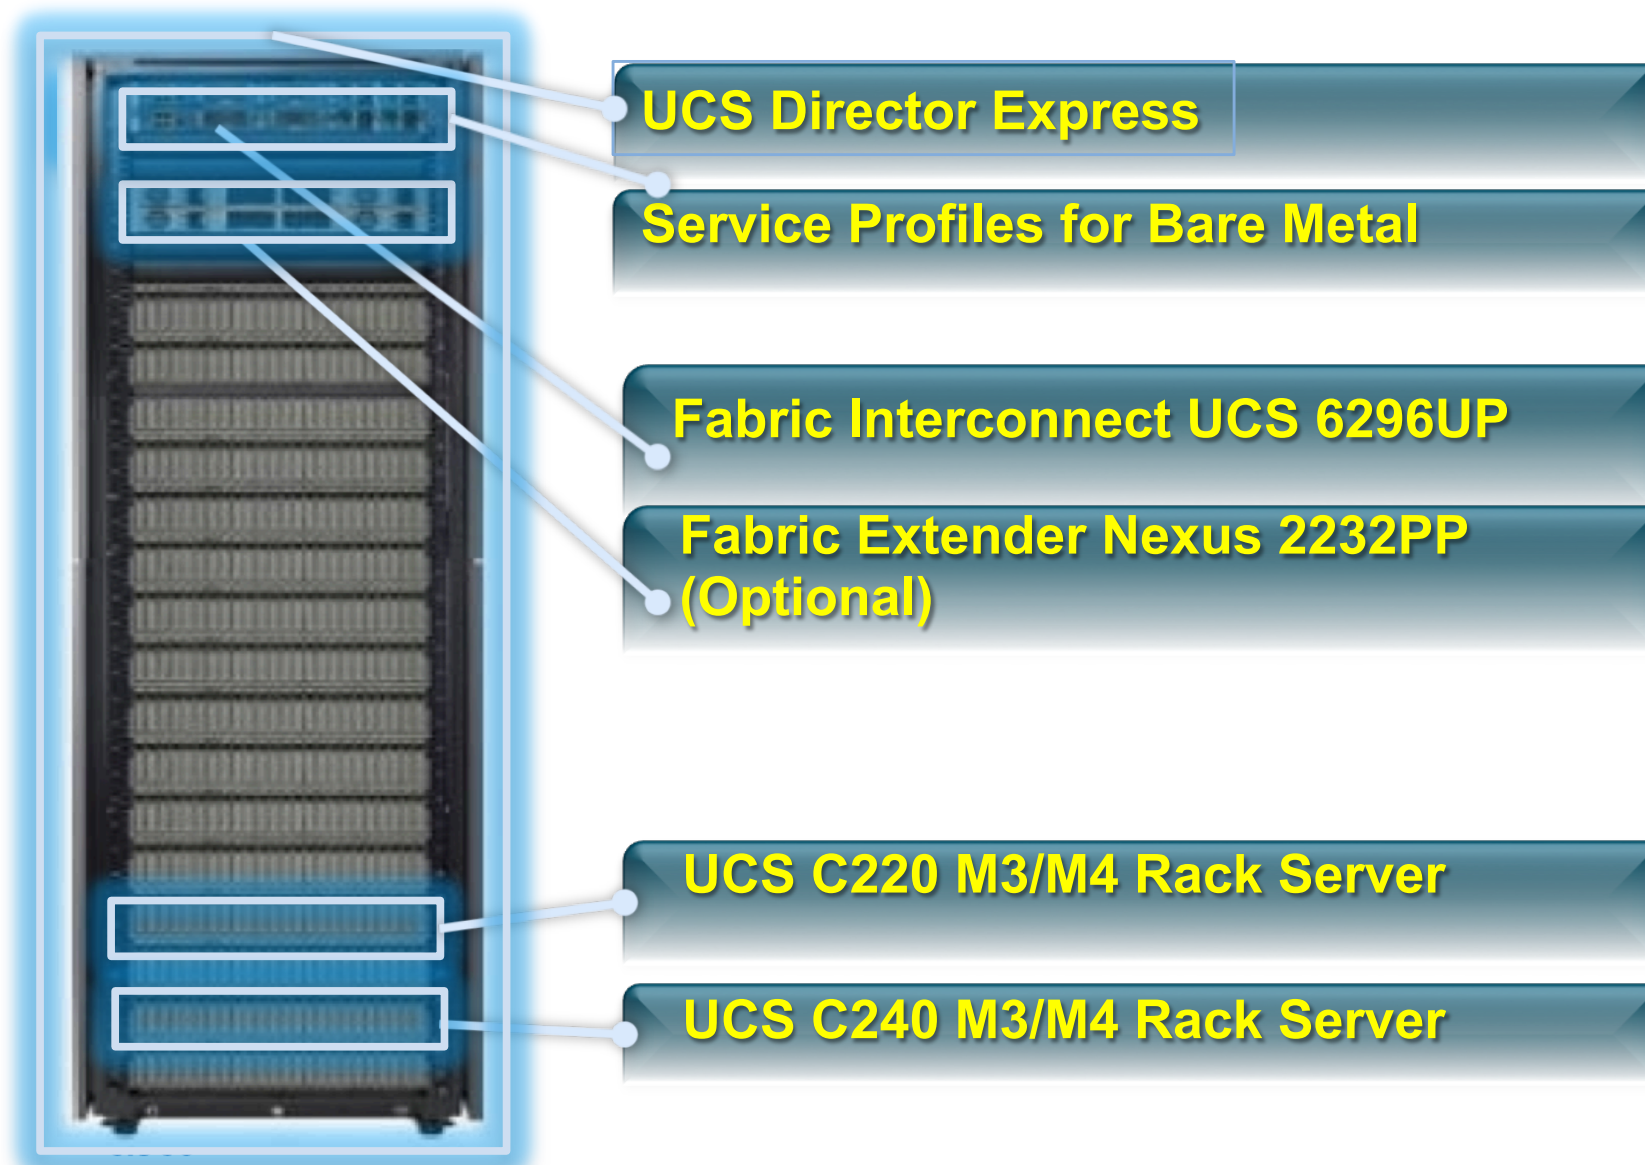 UCS Director Express
Service Profiles for Bare Metal
Fabric Interconnect UCS 6296UP
Fabric Extender Nexus 2232PP
(Optional)
UCS C220 M3/M4 Rack Server
UCS C240 M3/M4 Rack Server